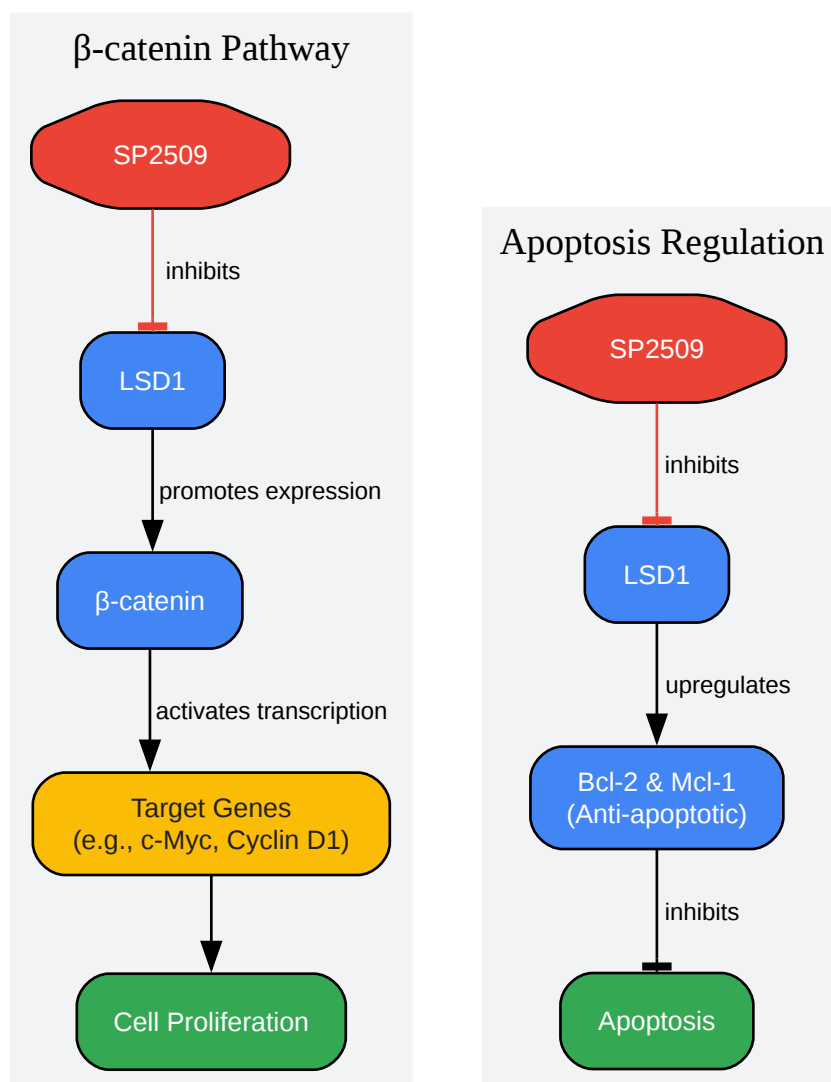 β-catenin Pathway
SP2509
inhibits
LSD1
promotes expression
β-catenin
activates transcription
Target Genes
(e.g., c-Myc, Cyclin D1)
Cell Proliferation
Apoptosis Regulation
SP2509
inhibits
LSD1
upregulates
Bcl-2 & Mcl-1
(Anti-apoptotic)
inhibits
Apoptosis